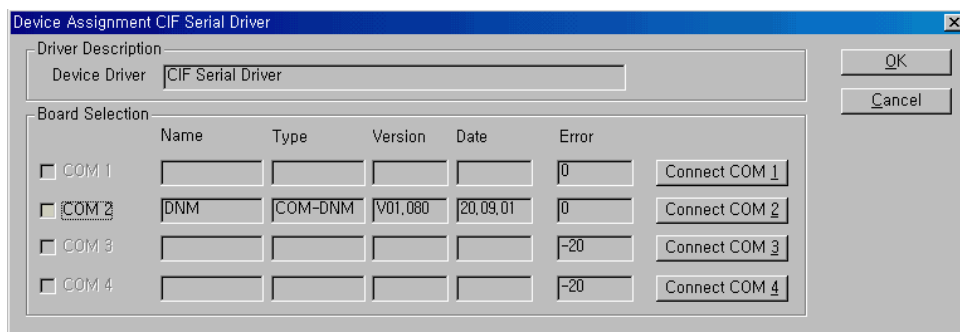 Device Assignment CIF Serial Driver
Driver Description
Device Driver CIF Serial Driver
OK
Cancel
Board Selection
Name Type Version Date Error
COM 1 0 Connect COM 1
COM 2 DNM COM-DNM V01,080 20,09,01 0 Connect COM 2
COM 3 -20 Connect COM 3
COM 4 -20 Connect COM 4